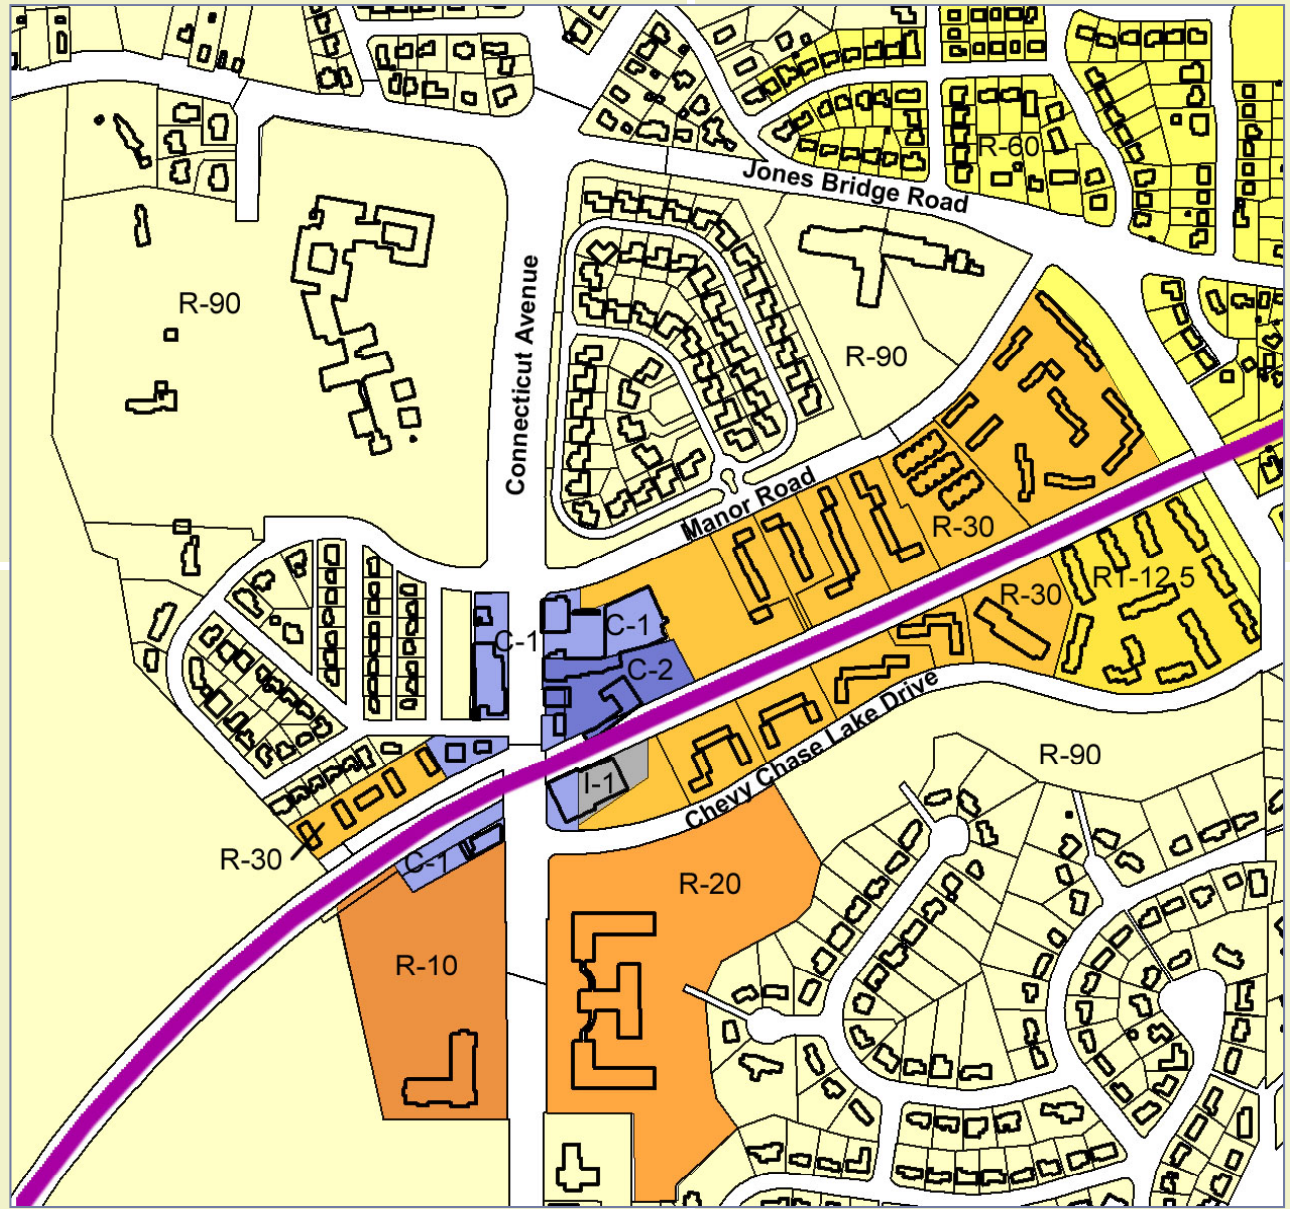 R-60
Jones Bridge Road
R-90
Connecticut Avenue
R-90
Manor Road
R-30
RT-12.5
R-30
C-1
C-1
C-2
R-90
I-1
Chevy Chase Lake Drive
R-30
C-1
R-20
R-10